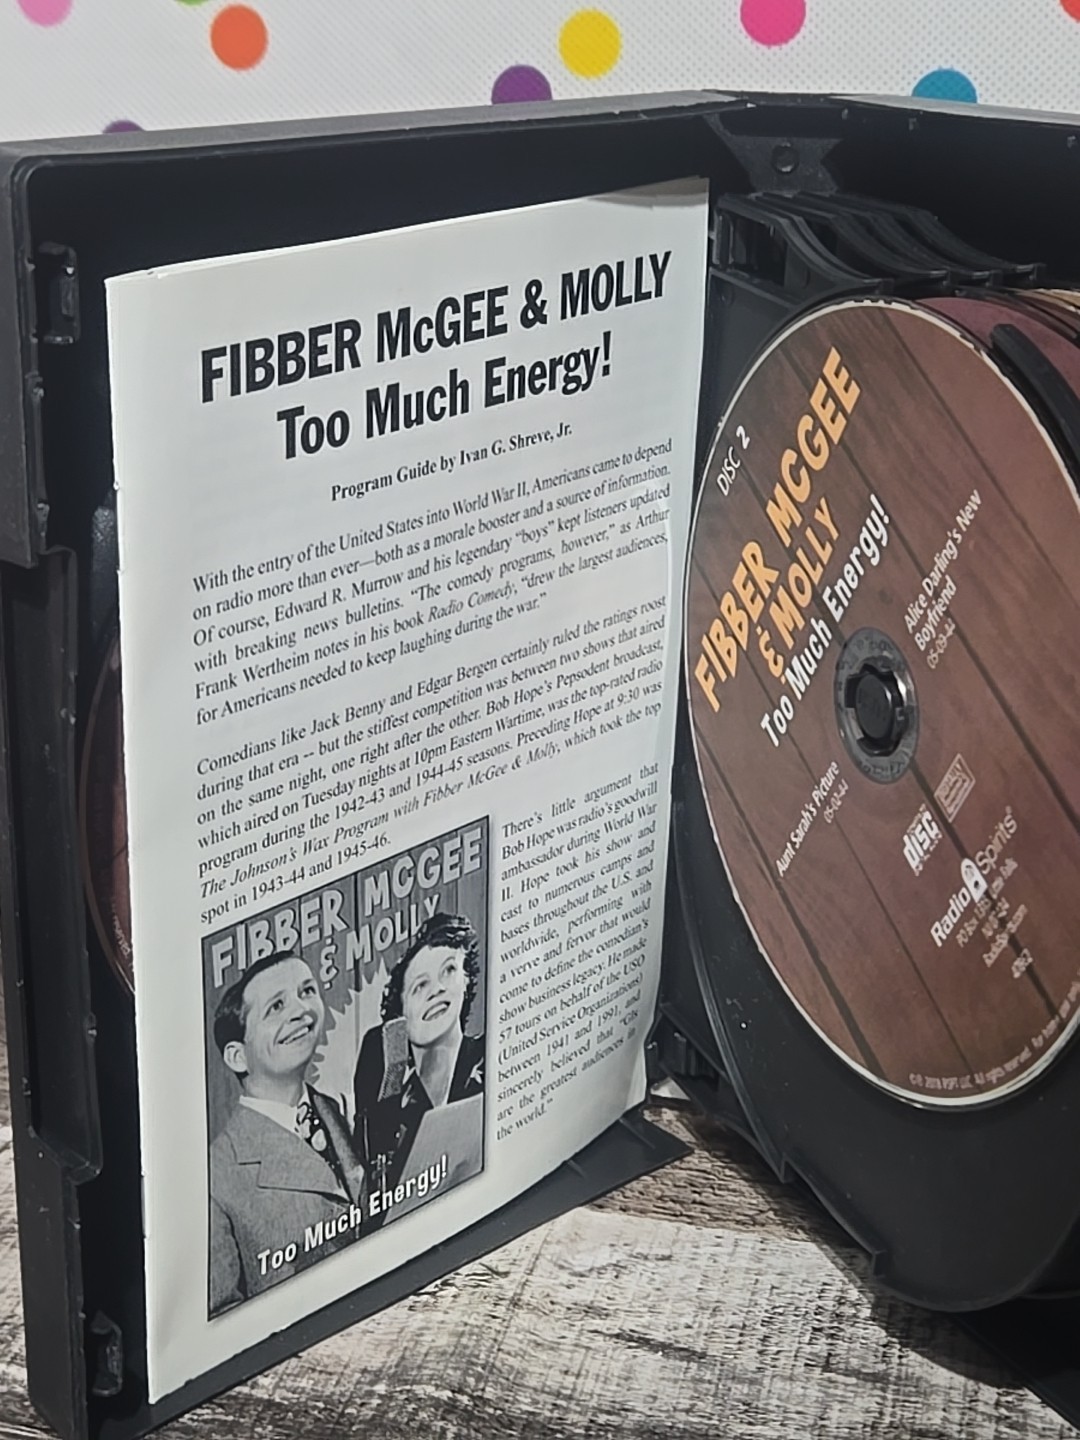 FIBBER McGEE & MOLLY
Too Much Energy!
Program Guide by Ivan G. Shreve, Jr.
With the entry of the United States into World War II, Americans came to depend
on radio more than ever—both as a morale booster and a source of information.
Of course, Edward R. Murrow and his legendary “boys” kept listeners updated
with breaking news bulletins. “The comedy programs, however,” as Arthur
Frank Wertheim notes in his book Radio Comedy, “drew the largest audiences,
for Americans needed to keep laughing during the war.”
Comedians like Jack Benny and Edgar Bergen certainly ruled the ratings roost
during that era -- but the stiffest competition was between two shows that aired
on the same night, one right after the other. Bob Hope's Pepsodent broadcast,
which aired on Tuesday nights at 10pm Eastern Wartime, was the top-rated radio
program during the 1942-43 and 1944-45 seasons. Preceding Hope at 9:30 was
The Johnson's Wax Program with Fibber McGee & Molly, which took the top
spot in 1943-44 and 1945-46.
There's little argument that
Bob Hope was radio's goodwill
ambassador during World War
II. Hope took his show and
cast to numerous camps and
bases throughout the U.S. and
worldwide, performing with
a verve and fervor that would
come to define the comedian's
show business legacy. He made
57 tours on behalf of the USO
(United Service Organizations)
between 1941 and 1991, and
sincerely believed that “GIs
are the greatest audiences in
the world.”
FIBBER MCGEE
& MOLLY
Too Much Energy!
DISC 2
FIBBER MCGEE
& MOLLY
Too Much Energy!
Alice Darling's New
Boyfriend
05-09-44
Aunt Sarah's Picture
05-02-44
COMPACT
disc
Radio Spirits